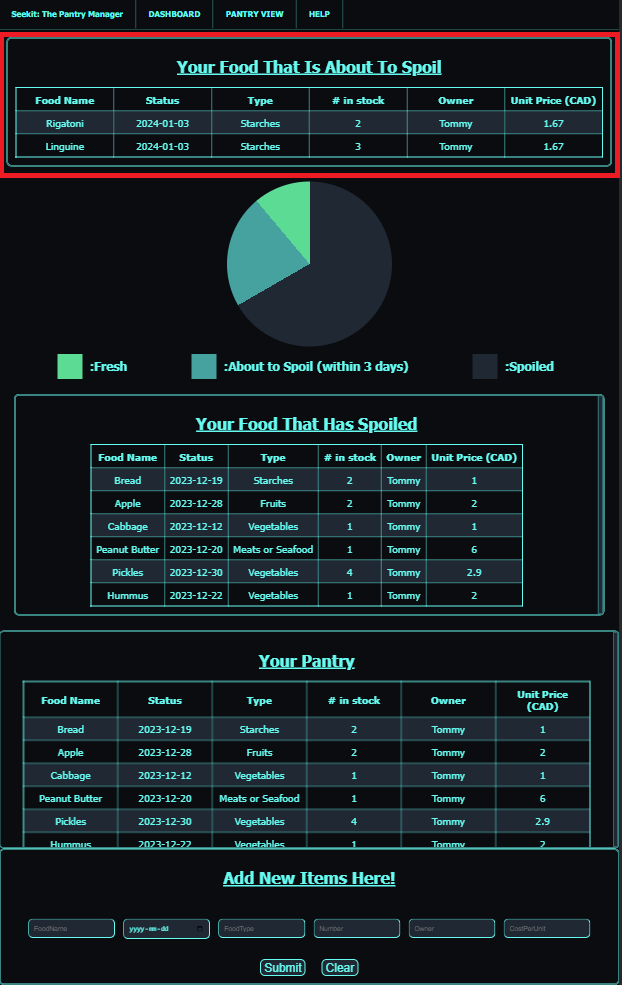 Seekit: The Pantry Manager DASHBOARD PANTRY VIEW HELP
Your Food That Is About To Spoil
Food Name Status Type # in stock Owner Unit Price (CAD)
Rigatoni 2024-01-03 Starches 2 Tommy 1.67
Linguine 2024-01-03 Starches 3 Tommy 1.67
:Fresh :About to Spoil (within 3 days) :Spoiled
Your Food That Has Spoiled
Food Name Status Type # in stock Owner Unit Price (CAD)
Bread 2023-12-19 Starches 2 Tommy 1
Apple 2023-12-28 Fruits 2 Tommy 2
Cabbage 2023-12-12 Vegetables 1 Tommy 1
Peanut Butter 2023-12-20 Meats or Seafood 1 Tommy 6
Pickles 2023-12-30 Vegetables 4 Tommy 2.9
Hummus 2023-12-22 Vegetables 1 Tommy 2
Your Pantry
Food Name Status Type # in stock Owner Unit Price
(CAD)
Bread 2023-12-19 Starches 2 Tommy 1
Apple 2023-12-28 Fruits 2 Tommy 2
Cabbage 2023-12-12 Vegetables 1 Tommy 1
Peanut Butter 2023-12-20 Meats or Seafood 1 Tommy 6
Pickles 2023-12-30 Vegetables 4 Tommy 2.9
Hummus 2023-12-22 Vegetables 1 Tommy 2
Add New Items Here!
FoodName yyyy-mm-dd FoodType Number Owner CostPerUnit
Submit Clear